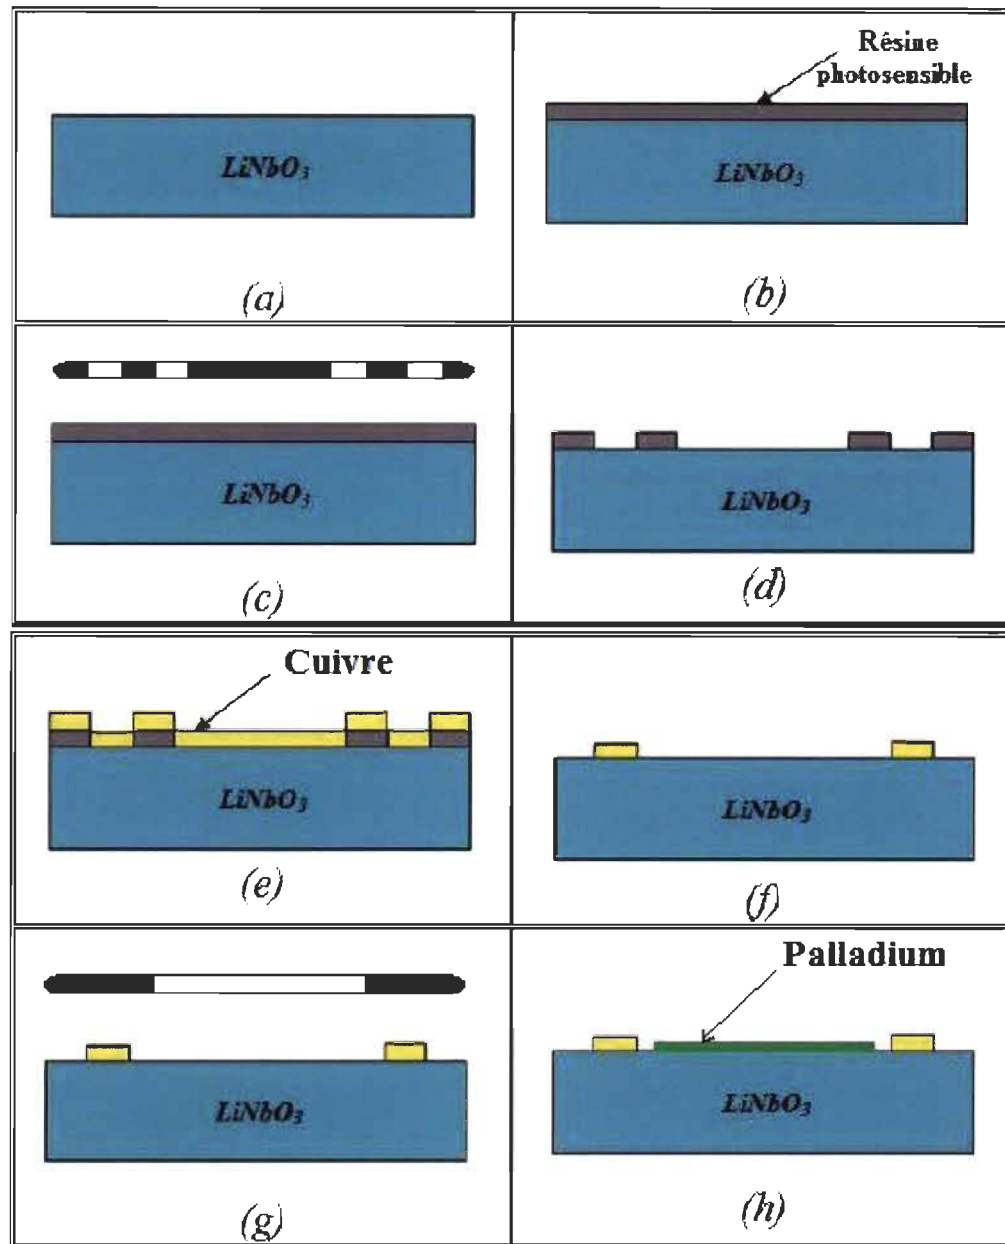 Résine
photosensible
LiNbO₃
LiNbO₃
(a)
(b)
LiNbO₃
LiNbO₃
(c)
(d)
Cuivre
LiNbO₃
LiNbO₃
(e)
(f)
Palladium
LiNbO₃
LiNbO₃
(g)
(h)